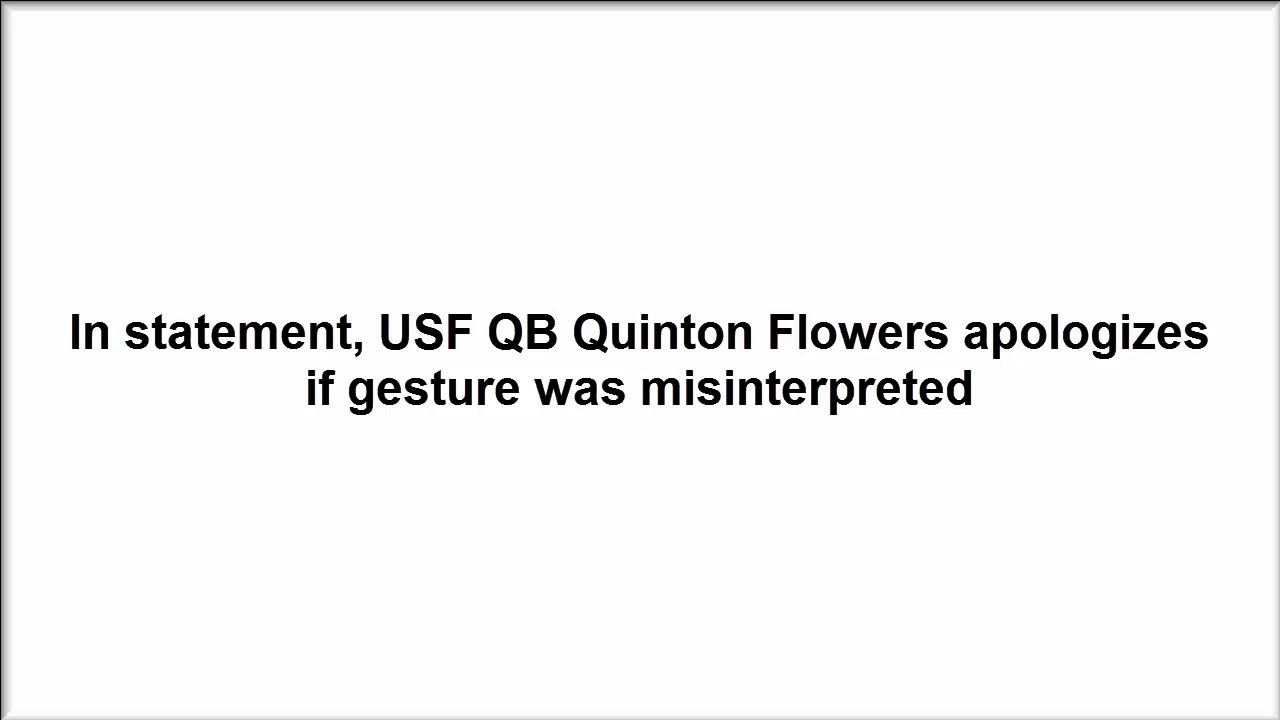 In statement, USF QB Quinton Flowers apologizes
if gesture was misinterpreted